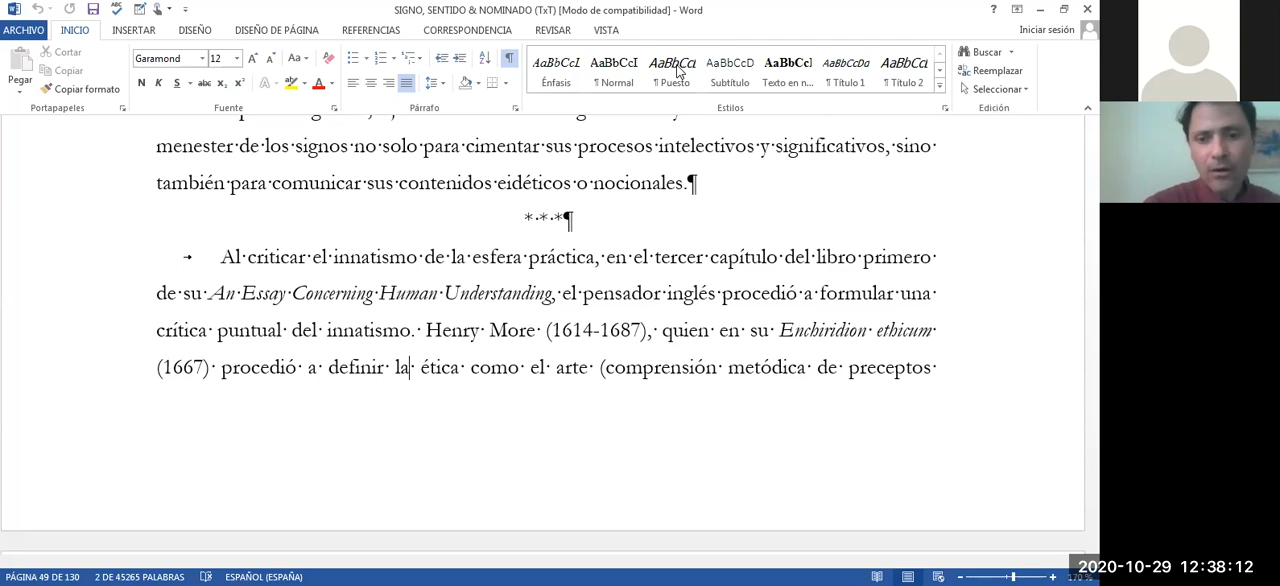 SIGNO, SENTIDO & NOMINADO (TxT) [Modo de compatibilidad] - Word
ARCHIVO INICIO INSERTAR DISEÑO DISEÑO DE PÁGINA REFERENCIAS CORRESPONDENCIA REVISAR VISTA Iniciar sesión
Pegar
Cortar
Copiar
Copiar formato
Portapapeles
Garamond 12
Fuente
Párrafo
AaBbCcI AaBbCcI AaBbCcI AaBbCcD AaBbCcI AaBbCcDa AaBbCcI
Énfasis ¶ Normal ¶ Puesto Subtítulo Texto en n... ¶ Título 1 ¶ Título 2
Estilos
Buscar
Reemplazar
Seleccionar
Edición
menester de los signos no solo para cimentar sus procesos intelectivos y significativos, sino
también para comunicar sus contenidos eidéticos o nocionales.¶
* * *¶
Al criticar el innatismo de la esfera práctica, en el tercer capítulo del libro primero
de su An Essay Concerning Human Understanding, el pensador inglés procedió a formular una
crítica puntual del innatismo. Henry More (1614-1687), quien en su Enchiridion ethicum
(1667) procedió a definir la ética como el arte (comprensión metódica de preceptos
PÁGINA 49 DE 130 2 DE 45265 PALABRAS ESPAÑOL (ESPAÑA) 170 %
2020-10-29 12:38:12